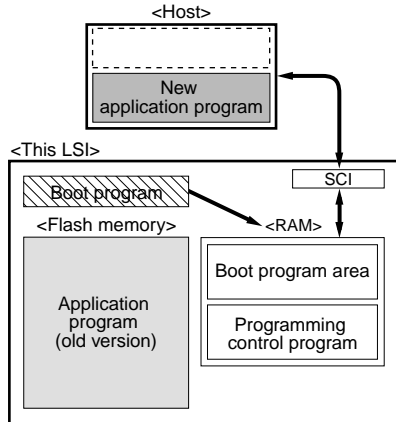 <Host>
New
application program
<This LSI>
SCI
Boot program
<Flash memory>
<RAM>
Application
program
(old version)
Boot program area
Programming
control program